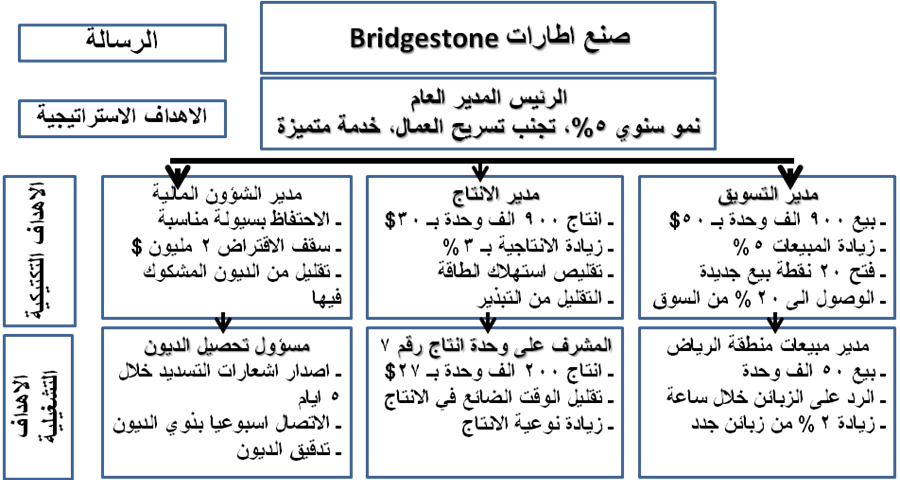 الرسالة
صنع اطارات Bridgestone
الاهداف الاستراتيجية
الرئيس المدير العام
نمو سنوي ٥%، تجنب تسريح العمال، خدمة متميزة
الاهداف التكتيكية
مدير التسويق
ـ بيع ٩٠٠ الف وحدة بـ ٥٠$
ـ زيادة المبيعات ٥ %
ـ فتح ٢٠ نقطة بيع جديدة
ـ الوصول الى ٢٠ % من السوق
مدير الانتاج
ـ انتاج ٩٠٠ الف وحدة بـ ٣٠$
ـ زيادة الانتاجية بـ ٣ %
ـ تقليص استهلاك الطاقة
ـ التقليل من التبذير
مدير الشؤون المالية
ـ الاحتفاظ بسيولة مناسبة
ـ سقف الاقتراض ٢ مليون $
ـ تقليل من الديون المشكوك
فيها
الاهداف
التشغيلية
مدير مبيعات منطقة الرياض
ـ بيع ٥٠ الف وحدة
ـ الرد على الزبائن خلال ساعة
ـ زيادة ٢ % من زبائن جدد
المشرف على وحدة انتاج رقم ٧
ـ انتاج ٢٠٠ الف وحدة بـ ٢٧$
ـ تقليل الوقت الضائع في الانتاج
ـ زيادة نوعية الانتاج
مسؤول تحصيل الديون
ـ اصدار اشعارات التسديد خلال
٥ ايام
ـ الاتصال اسبوعيا بذوي الديون
ـ تدقيق الديون